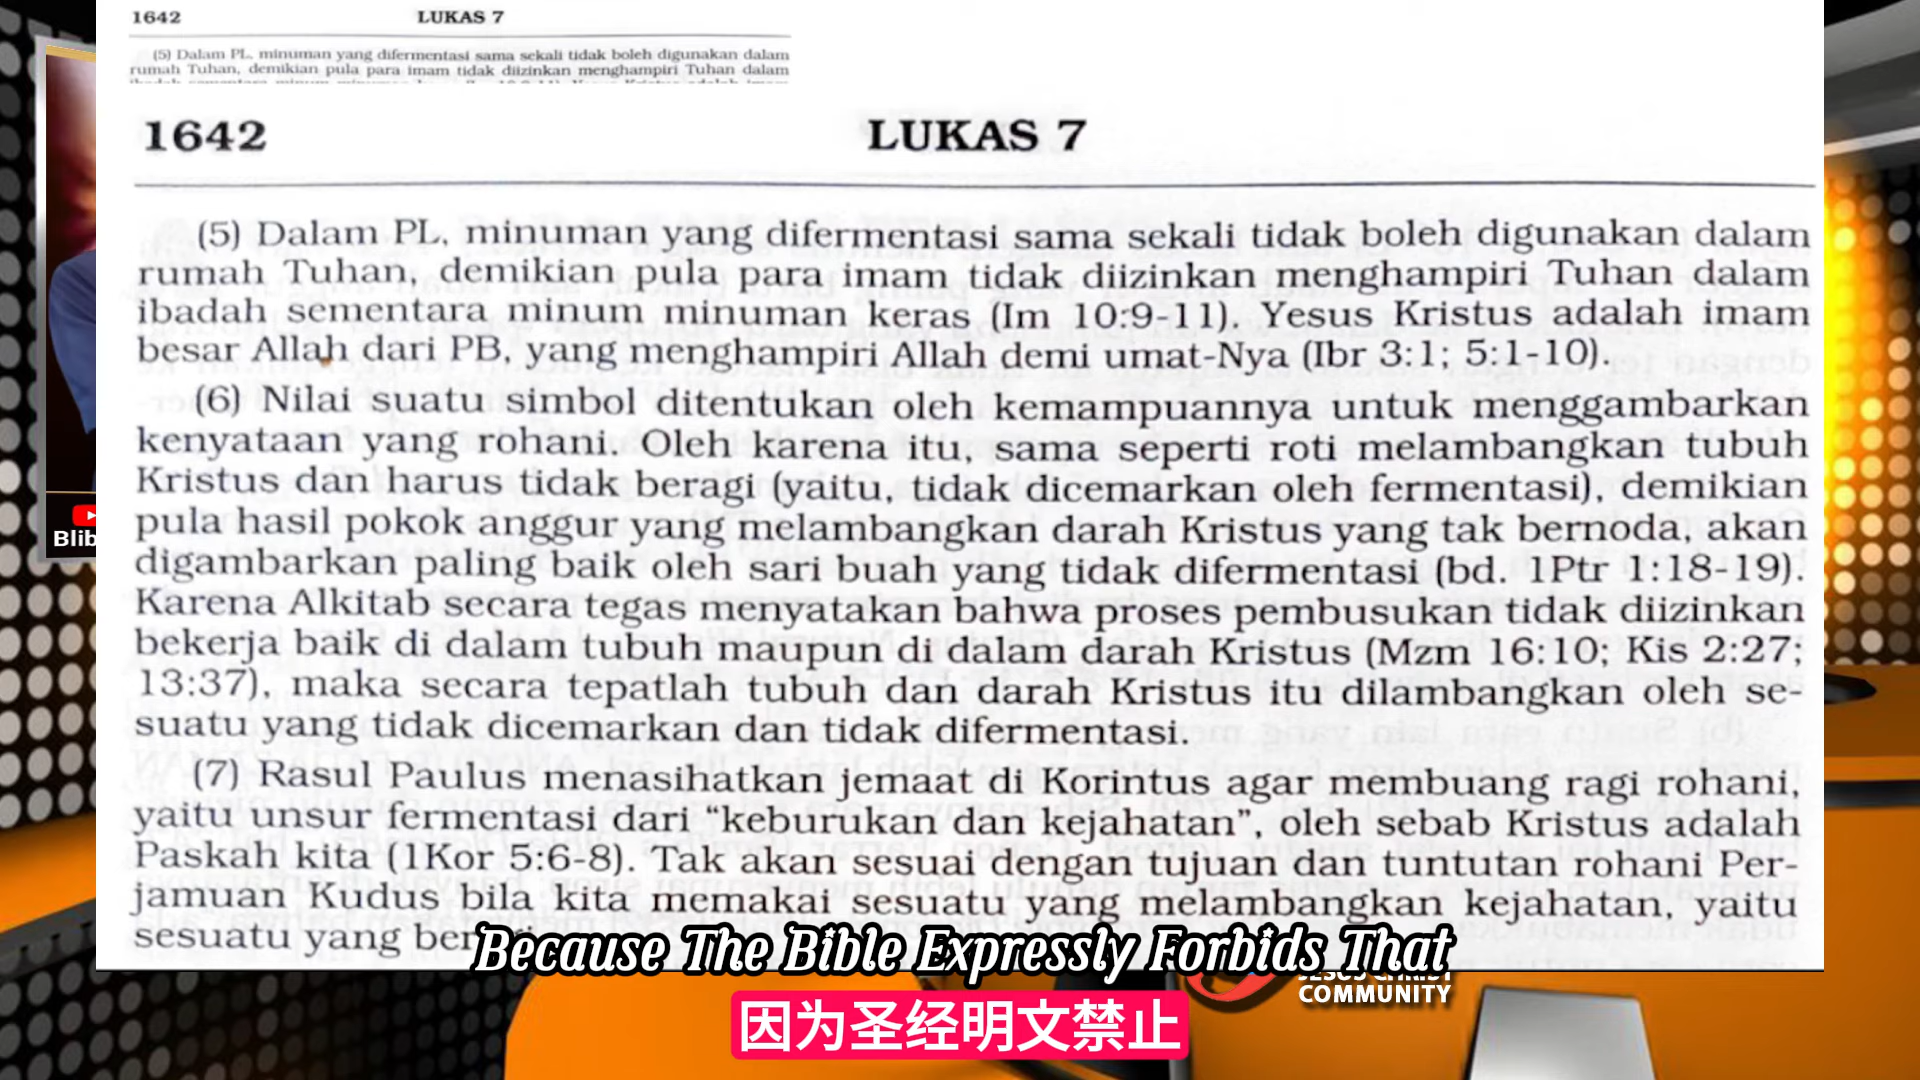 1642 LUKAS 7
(5) Dalam PL, minuman yang difermentasi sama sekali tidak boleh digunakan dalam
rumah Tuhan, demikian pula para imam tidak diizinkan menghampiri Tuhan dalam
1642 LUKAS 7
(5) Dalam PL, minuman yang difermentasi sama sekali tidak boleh digunakan dalam
rumah Tuhan, demikian pula para imam tidak diizinkan menghampiri Tuhan dalam
ibadah sementara minum minuman keras (Im 10:9-11). Yesus Kristus adalah imam
besar Allah dari PB, yang menghampiri Allah demi umat-Nya (Ibr 3:1; 5:1-10).
(6) Nilai suatu simbol ditentukan oleh kemampuannya untuk menggambarkan
kenyataan yang rohani. Oleh karena itu, sama seperti roti melambangkan tubuh
Kristus dan harus tidak beragi (yaitu, tidak dicemarkan oleh fermentasi), demikian
pula hasil pokok anggur yang melambangkan darah Kristus yang tak bernoda, akan
digambarkan paling baik oleh sari buah yang tidak difermentasi (bd. 1Ptr 1:18-19).
Karena Alkitab secara tegas menyatakan bahwa proses pembusukan tidak diizinkan
bekerja baik di dalam tubuh maupun di dalam darah Kristus (Mzm 16:10; Kis 2:27;
13:37), maka secara tepatlah tubuh dan darah Kristus itu dilambangkan oleh se-
suatu yang tidak dicemarkan dan tidak difermentasi.
(7) Rasul Paulus menasihatkan jemaat di Korintus agar membuang ragi rohani,
yaitu unsur fermentasi dari “keburukan dan kejahatan”, oleh sebab Kristus adalah
Paskah kita (1Kor 5:6-8). Tak akan sesuai dengan tujuan dan tuntutan rohani Per-
jamuan Kudus bila kita memakai sesuatu yang melambangkan kejahatan, yaitu
sesuatu yang ber
Because The Bible Expressly Forbids That
JESUS CHRIST
COMMUNITY
因为圣经明文禁止